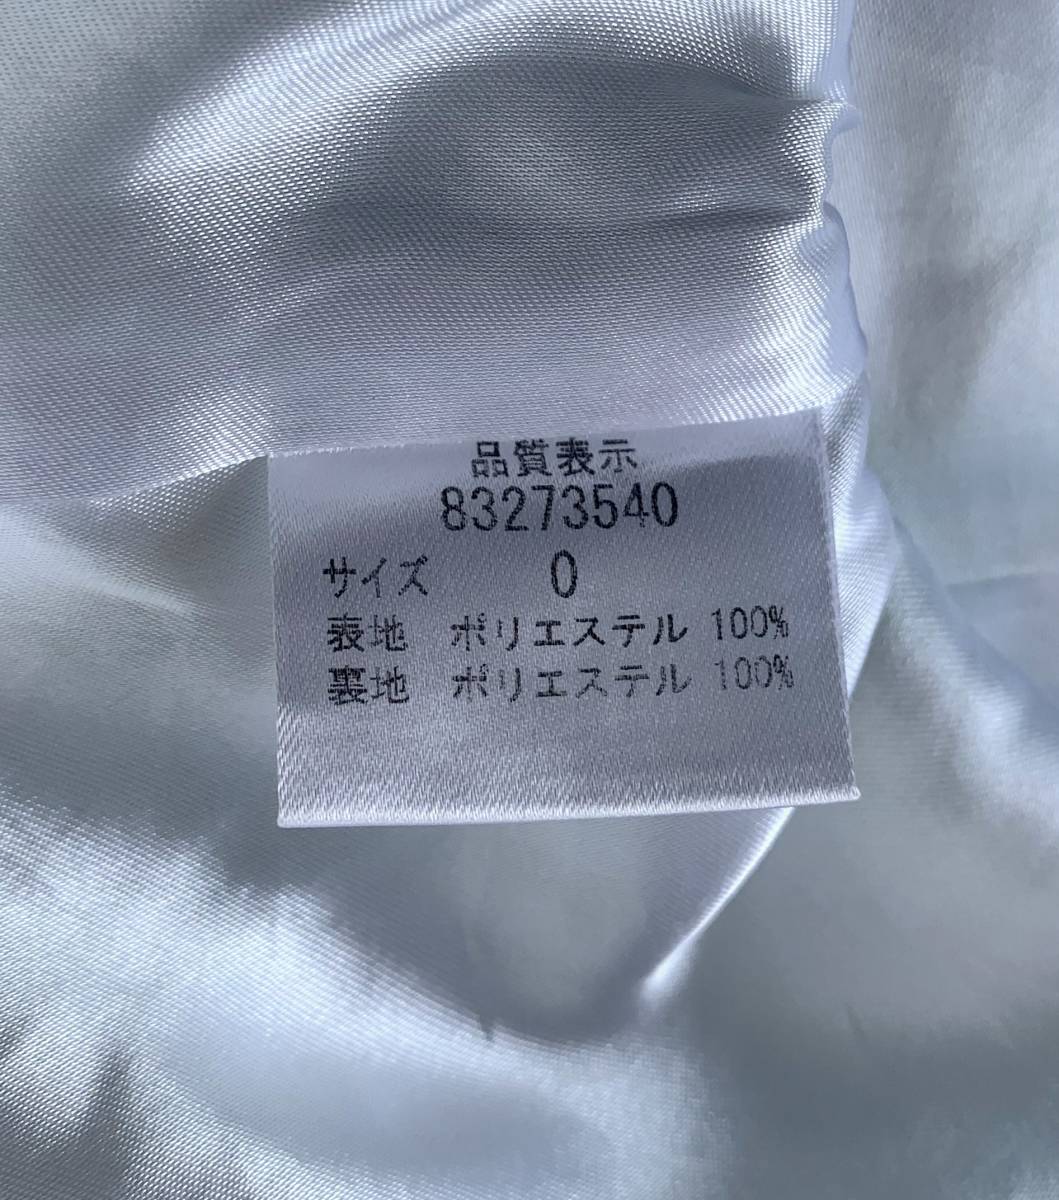 品質表示
83273540
サイズ 0
表地 ポリエステル 100%
裏地 ポリエステル 100%